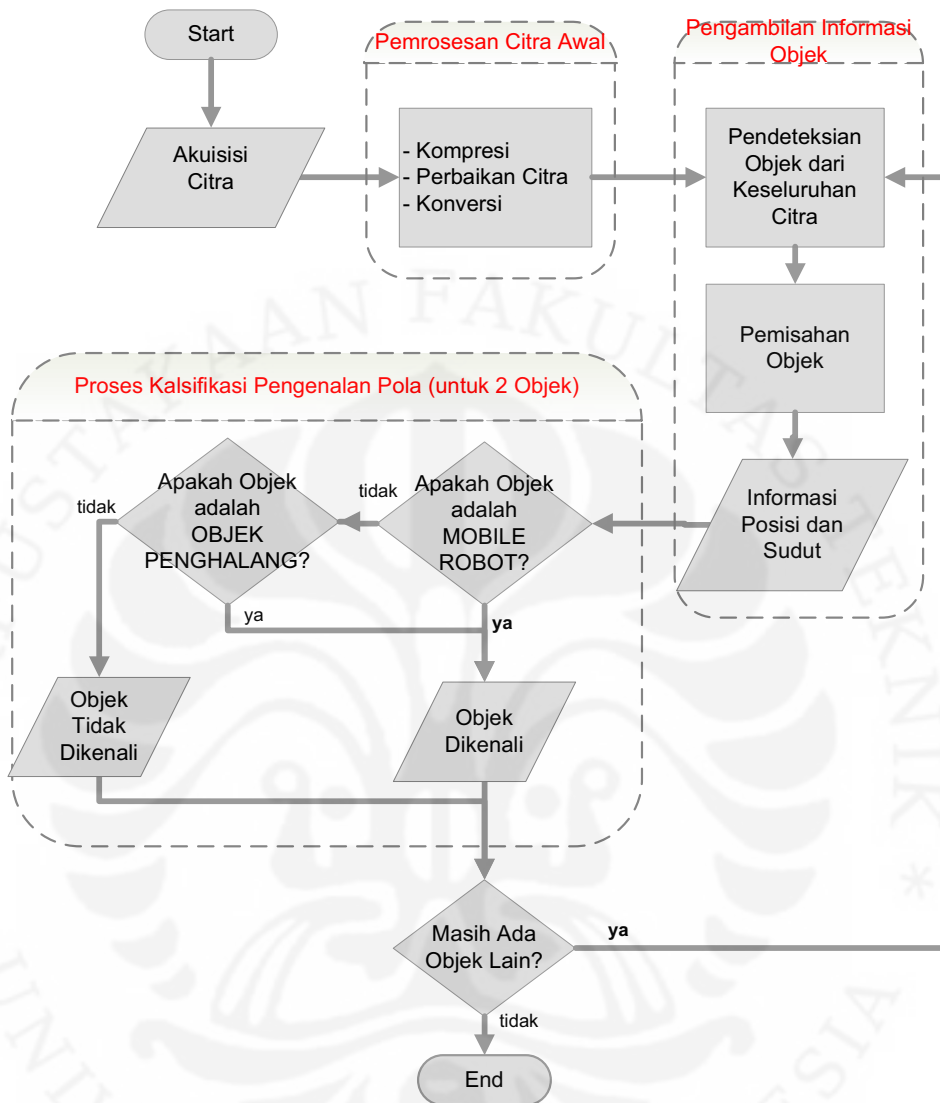 Start
Akuisisi
Citra
Pemrosesan Citra Awal
- Kompresi
- Perbaikan Citra
- Konversi
Pengambilan Informasi
Objek
Pendeteksian
Objek dari
Keseluruhan
Citra
Pemisahan
Objek
Informasi
Posisi dan
Sudut
Proses Kalsifikasi Pengenalan Pola (untuk 2 Objek)
Apakah Objek
adalah
MOBILE
ROBOT?
tidak
Apakah Objek
adalah
OBJEK
PENGHALANG?
tidak
ya
ya
Objek
Tidak
Dikenali
Objek
Dikenali
Masih Ada
Objek Lain?
ya
tidak
End